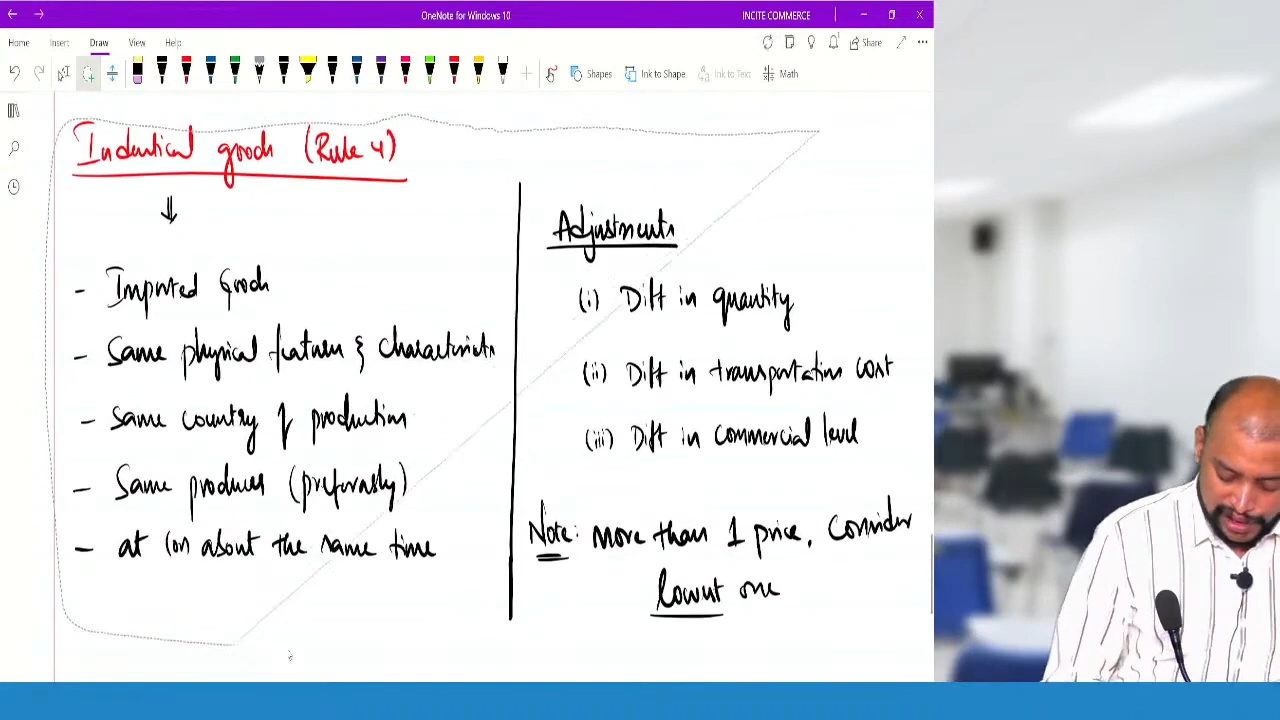 OneNote for Windows 10
INCITE COMMERCE
Home Insert Draw View Help
Share
Shapes Ink to Shape Ink to Text Math
Indentical goods (Rule 4)
- Imported Goods
- Same physical features & characteristics
- Same country of production
- Same producer (preferably)
- at (or) about the same time
Adjustments
(i) Diff in quantity
(ii) Diff in transportation cost
(iii) Diff in commercial level
Note: more than 1 price, consider
lowest one